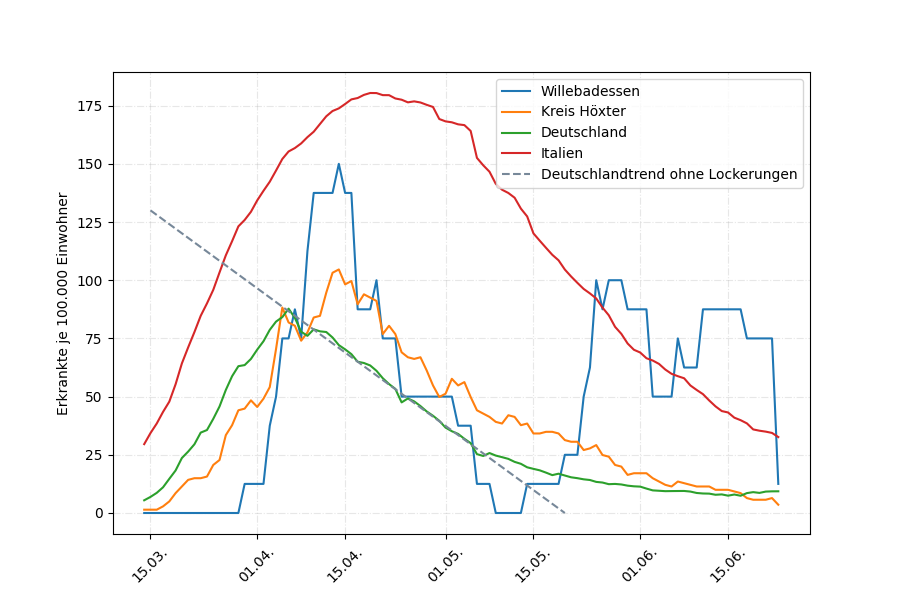 Erkrankte je 100.000 Einwohner
175
150
125
100
75
50
25
0
Willebadessen
Kreis Höxter
Deutschland
Italien
Deutschlandtrend ohne Lockerungen
15.03.
01.04.
15.04.
01.05.
15.05.
01.06.
15.06.